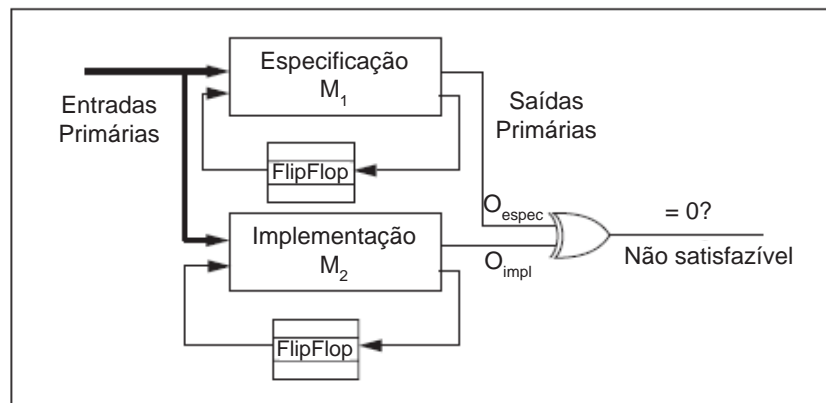 Especificação
M1
Entradas
Primárias
Saídas
Primárias
FlipFlop
Oespec
= 0?
Implementação
M2
Oimpl
Não satisfazível
FlipFlop